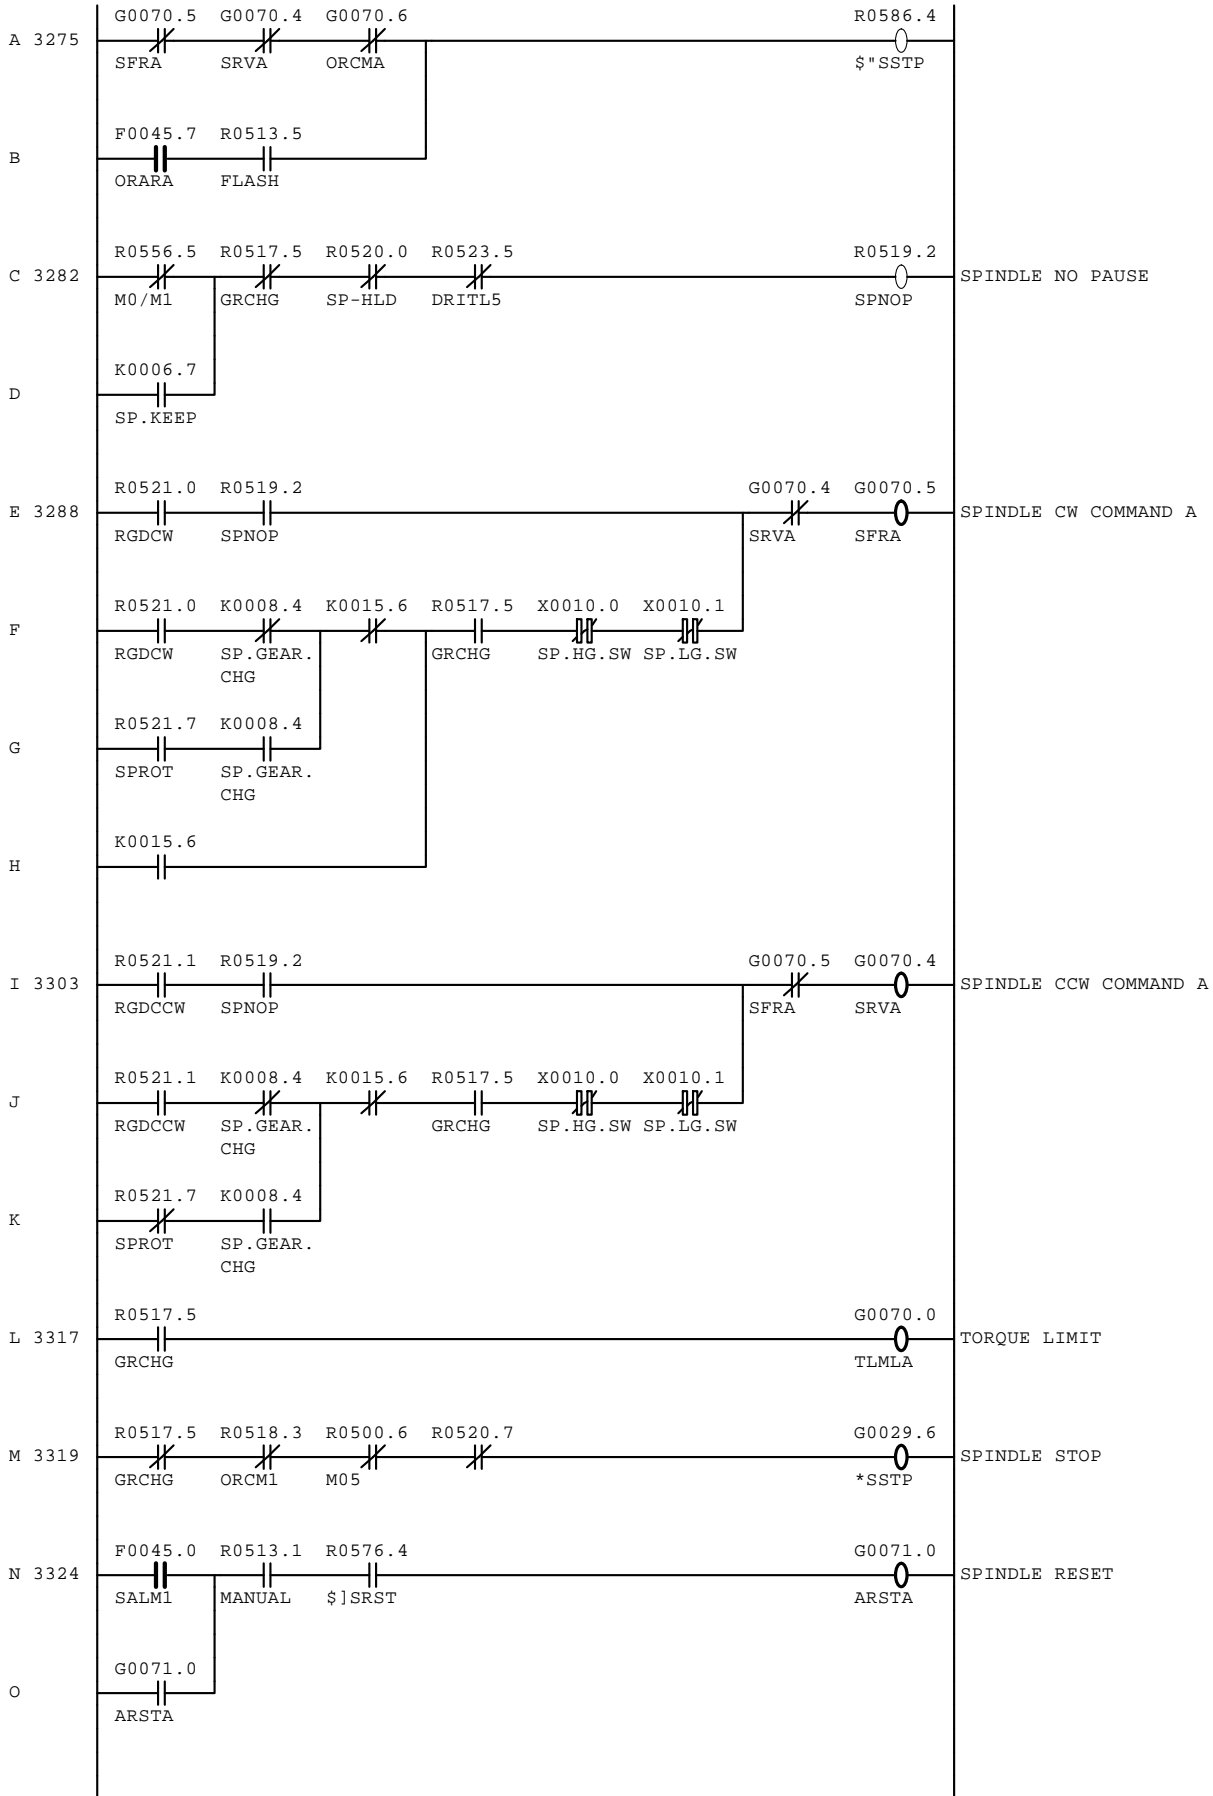 G0070.5 G0070.4 G0070.6 R0586.4
A 3275
SFRA SRVA ORCMA $"SSTP
F0045.7 R0513.5
B
ORARA FLASH
R0556.5 R0517.5 R0520.0 R0523.5 R0519.2
C 3282 SPINDLE NO PAUSE
M0/M1 GRCHG SP-HLD DRITL5 SPNOP
K0006.7
D
SP.KEEP
R0521.0 R0519.2 G0070.4 G0070.5
E 3288 SPINDLE CW COMMAND A
RGDCW SPNOP SRVA SFRA
R0521.0 K0008.4 K0015.6 R0517.5 X0010.0 X0010.1
F
RGDCW SP.GEAR. GRCHG SP.HG.SW SP.LG.SW
CHG
R0521.7 K0008.4
G
SPROT SP.GEAR.
CHG
K0015.6
H
R0521.1 R0519.2 G0070.5 G0070.4
I 3303 SPINDLE CCW COMMAND A
RGDCCW SPNOP SFRA SRVA
R0521.1 K0008.4 K0015.6 R0517.5 X0010.0 X0010.1
J
RGDCCW SP.GEAR. GRCHG SP.HG.SW SP.LG.SW
CHG
R0521.7 K0008.4
K
SPROT SP.GEAR.
CHG
R0517.5 G0070.0
L 3317 TORQUE LIMIT
GRCHG TLMLA
R0517.5 R0518.3 R0500.6 R0520.7 G0029.6
M 3319 SPINDLE STOP
GRCHG ORCM1 M05 *SSTP
F0045.0 R0513.1 R0576.4 G0071.0
N 3324 SPINDLE RESET
SALM1 MANUAL $]SRST ARSTA
G0071.0
O
ARSTA